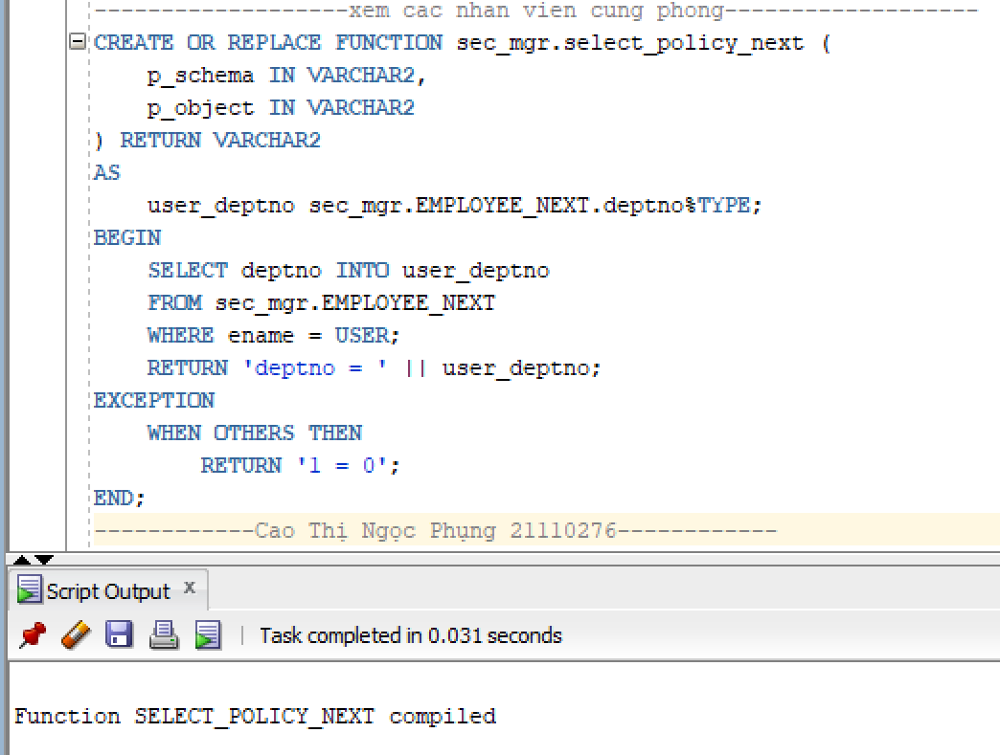 -------------------xem cac nhan vien cung phong-------------------
CREATE OR REPLACE FUNCTION sec_mgr.select_policy_next (
    p_schema IN VARCHAR2,
    p_object IN VARCHAR2
) RETURN VARCHAR2
AS
    user_deptno sec_mgr.EMPLOYEE_NEXT.deptno%TYPE;
BEGIN
    SELECT deptno INTO user_deptno
    FROM sec_mgr.EMPLOYEE_NEXT
    WHERE ename = USER;
    RETURN 'deptno = ' || user_deptno;
EXCEPTION
    WHEN OTHERS THEN
        RETURN '1 = 0';
END;
------------Cao Thị Ngọc Phụng 21110276------------
Script Output x
Task completed in 0.031 seconds
Function SELECT_POLICY_NEXT compiled